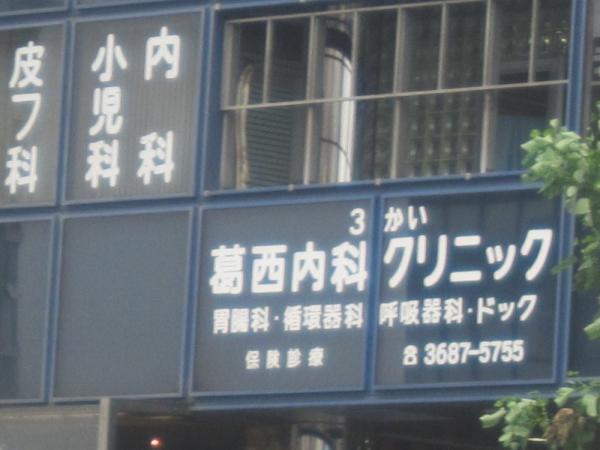 内科
小児科
皮フ科
3かい
葛西内科クリニック
胃腸科・循環器科 呼吸器科・ドック
保険診療
☎3687-5755